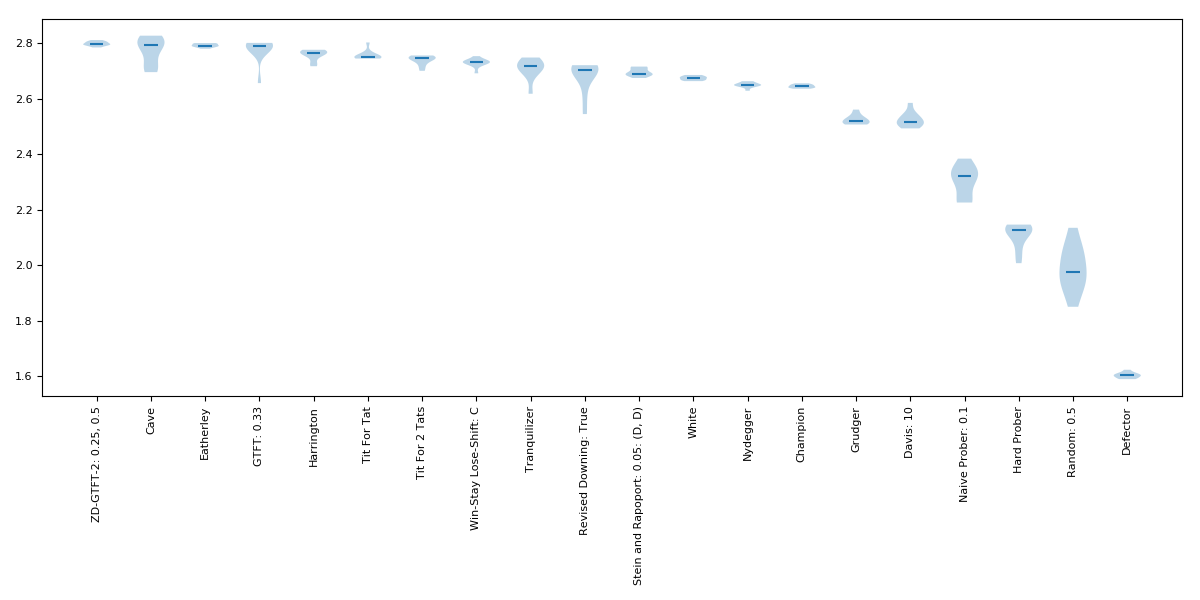 2.8
2.6
2.4
2.2
2.0
1.8
1.6
ZD-GTFT-2: 0.25, 0.5
Cave
Eatherley
GTFT: 0.33
Harrington
Tit For Tat
Tit For 2 Tats
Win-Stay Lose-Shift: C
Tranquilizer
Revised Downing: True
Stein and Rapoport: 0.05: (D, D)
White
Nydegger
Champion
Grudger
Davis: 10
Naive Prober: 0.1
Hard Prober
Random: 0.5
Defector